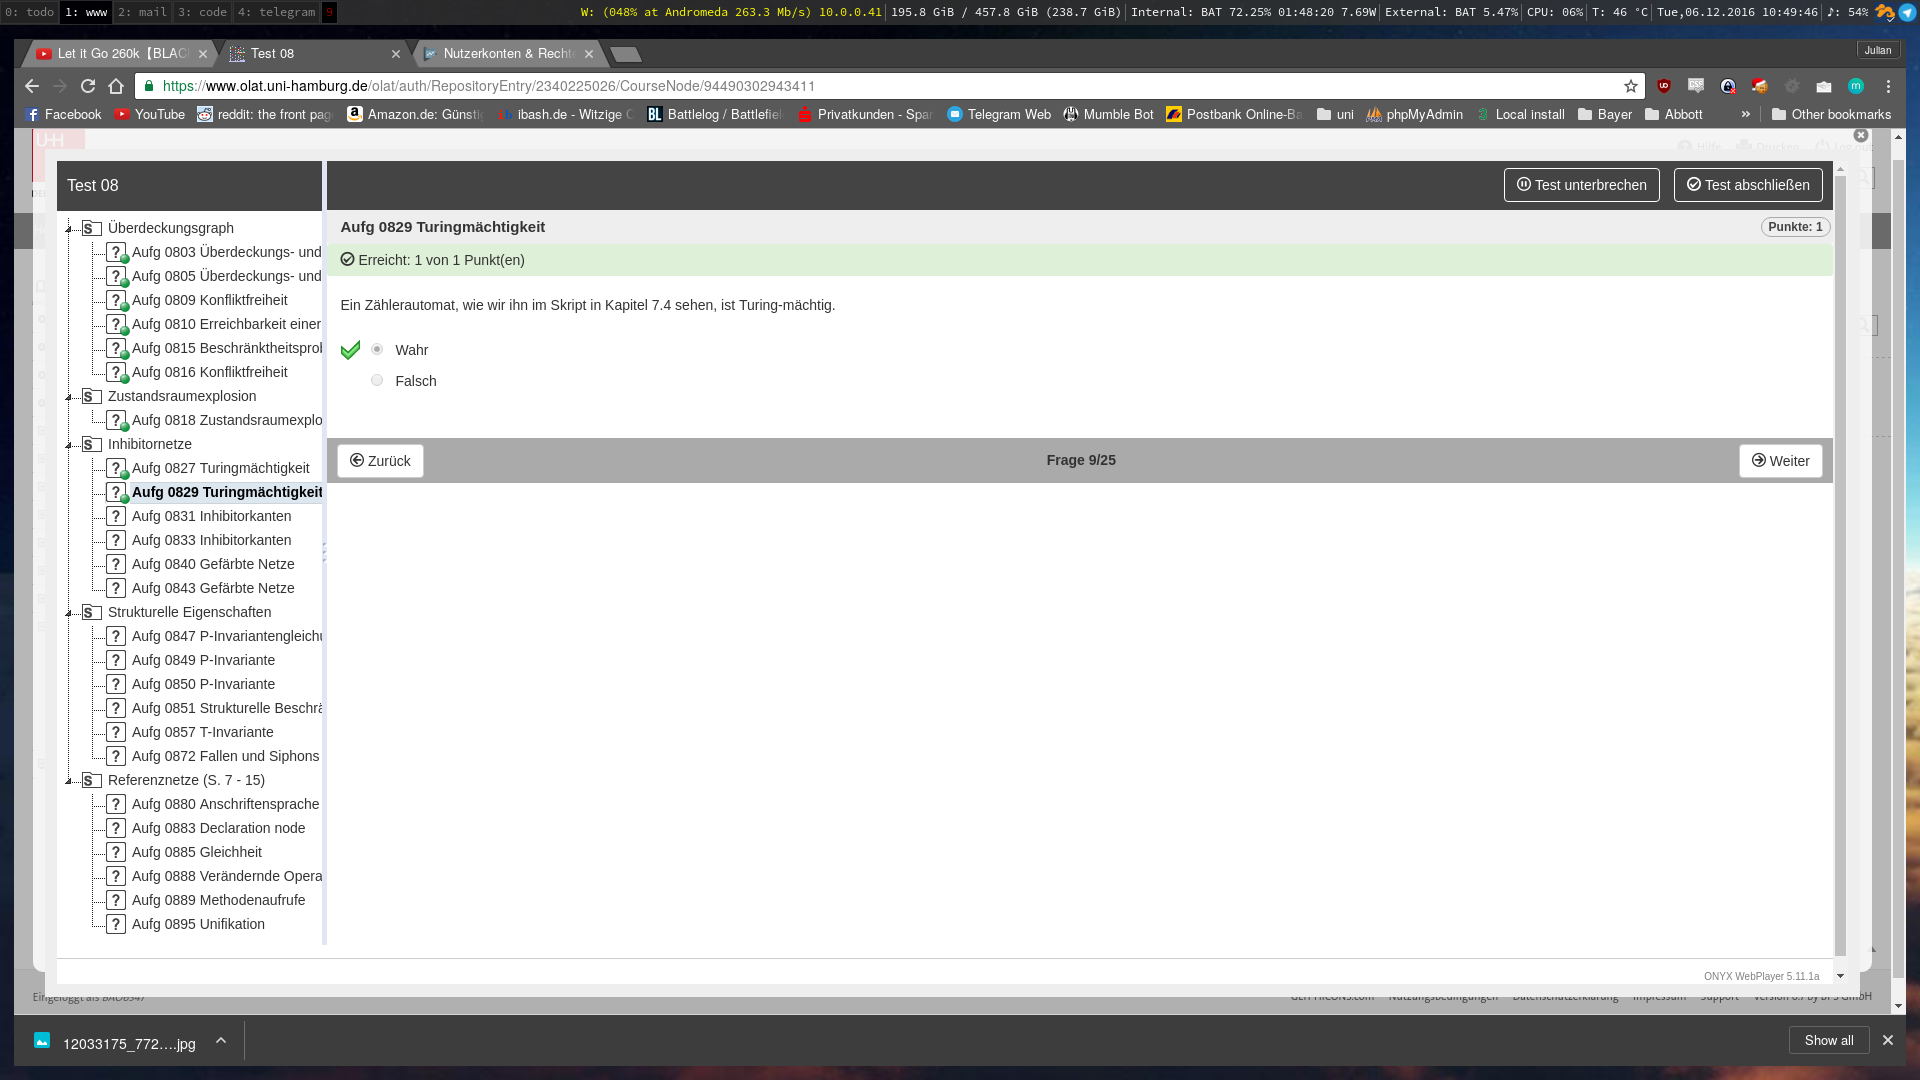 0: todo 1: www 2: mail 3: code 4: telegram 9
W: (048% at Andromeda 263.3 Mb/s) 10.0.0.41 195.8 GiB / 457.8 GiB (238.7 GiB) Internal: BAT 72.25% 01:48:20 7.69W External: BAT 5.47% CPU: 06% T: 46 °C Tue,06.12.2016 10:49:46 ♪: 54%
Let it Go 260k【BLAC
Test 08
Nutzerkonten & Recht
Julian
https://www.olat.uni-hamburg.de/olat/auth/RepositoryEntry/2340225026/CourseNode/94490302943411
Facebook
YouTube
reddit: the front pag
Amazon.de: Günsti
ibash.de - Witzige
Battlelog / Battlefie
Privatkunden - Spar
Telegram Web
Mumble Bot
Postbank Online-Ba
uni
phpMyAdmin
Local install
Bayer
Abbott
»
Other bookmarks
Test 08
Test unterbrechen
Test abschließen
Überdeckungsgraph
Aufg 0803 Überdeckungs- und
Aufg 0805 Überdeckungs- und
Aufg 0809 Konfliktfreiheit
Aufg 0810 Erreichbarkeit einer
Aufg 0815 Beschränktheitsprob
Aufg 0816 Konfliktfreiheit
Zustandsraumexplosion
Aufg 0818 Zustandsraumexplo
Inhibitornetze
Aufg 0827 Turingmächtigkeit
Aufg 0829 Turingmächtigkeit
Aufg 0831 Inhibitorkanten
Aufg 0833 Inhibitorkanten
Aufg 0840 Gefärbte Netze
Aufg 0843 Gefärbte Netze
Strukturelle Eigenschaften
Aufg 0847 P-Invariantengleichu
Aufg 0849 P-Invariante
Aufg 0850 P-Invariante
Aufg 0851 Strukturelle Beschrä
Aufg 0857 T-Invariante
Aufg 0872 Fallen und Siphons
Referenznetze (S. 7 - 15)
Aufg 0880 Anschriftensprache
Aufg 0883 Declaration node
Aufg 0885 Gleichheit
Aufg 0888 Verändernde Opera
Aufg 0889 Methodenaufrufe
Aufg 0895 Unifikation
Aufg 0829 Turingmächtigkeit
Punkte: 1
Erreicht: 1 von 1 Punkt(en)
Ein Zählerautomat, wie wir ihn im Skript in Kapitel 7.4 sehen, ist Turing-mächtig.
Wahr
Falsch
Zurück
Frage 9/25
Weiter
ONYX WebPlayer 5.11.1a
12033175_772....jpg
Show all